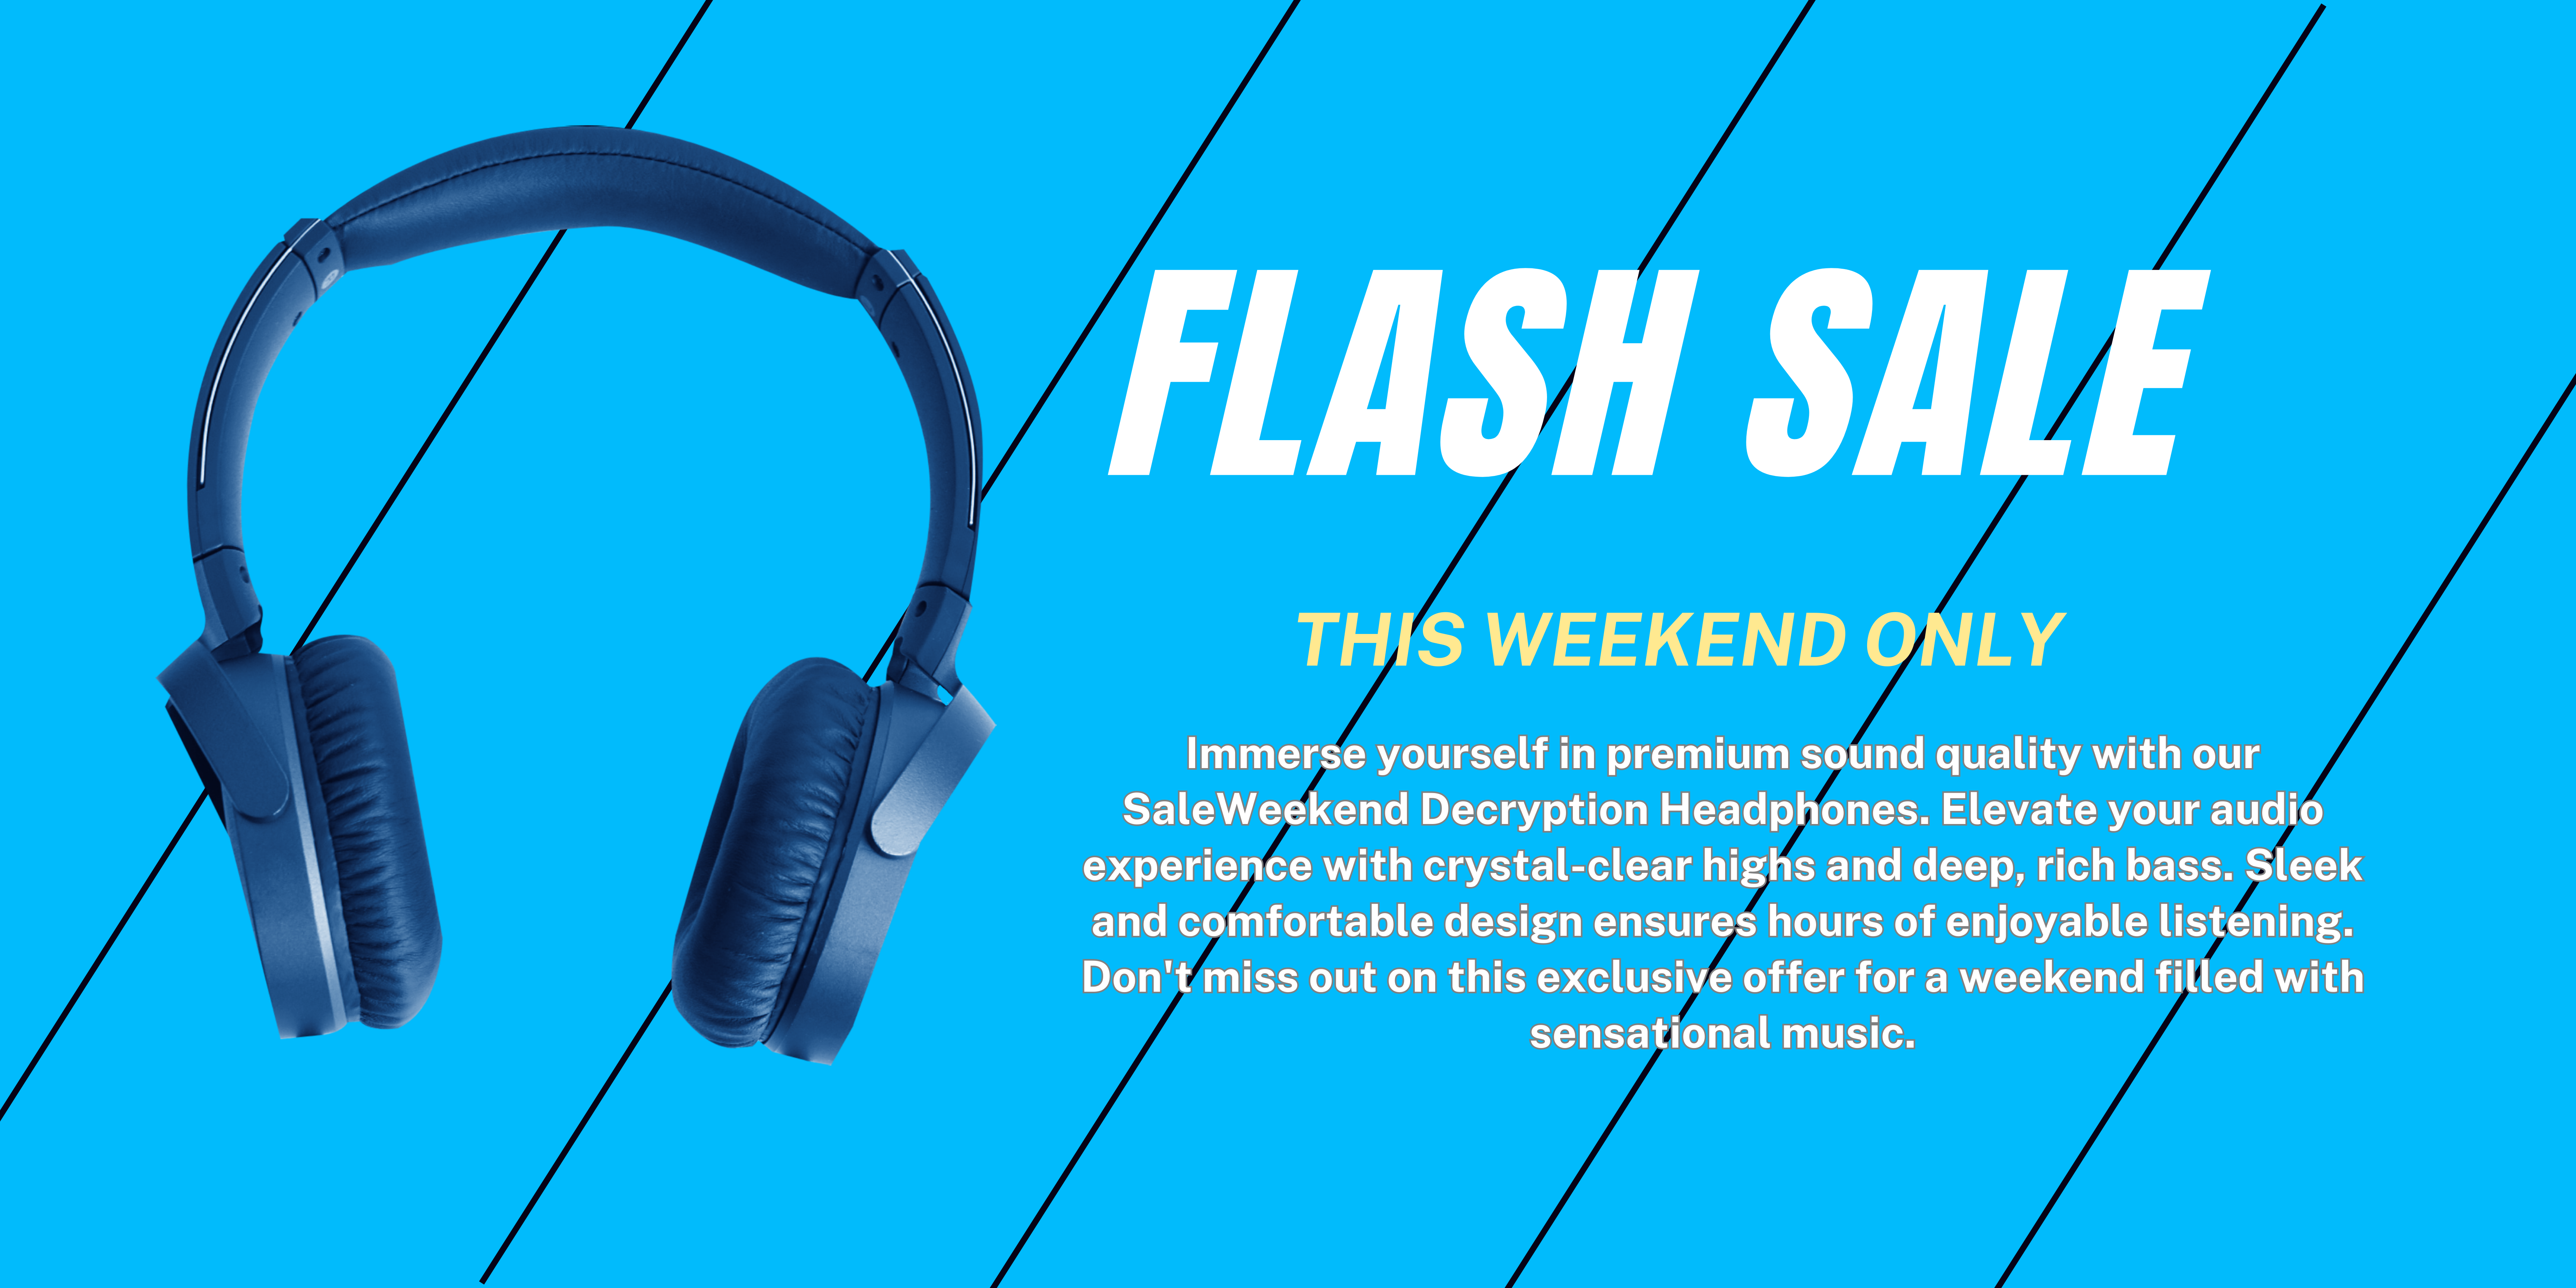 FLASH SALE
THIS WEEKEND ONLY
Immerse yourself in premium sound quality with our
SaleWeekend Decryption Headphones. Elevate your audio
experience with crystal-clear highs and deep, rich bass. Sleek
and comfortable design ensures hours of enjoyable listening.
Don't miss out on this exclusive offer for a weekend filled with
sensational music.